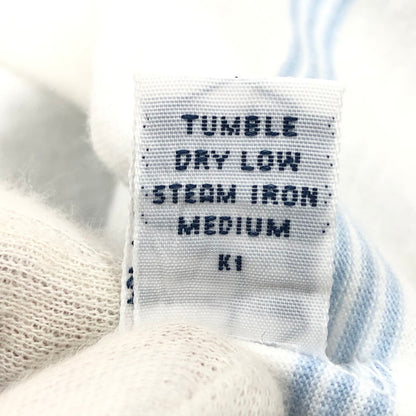 TUMBLE
DRY LOW
STEAM IRON
MEDIUM
K1